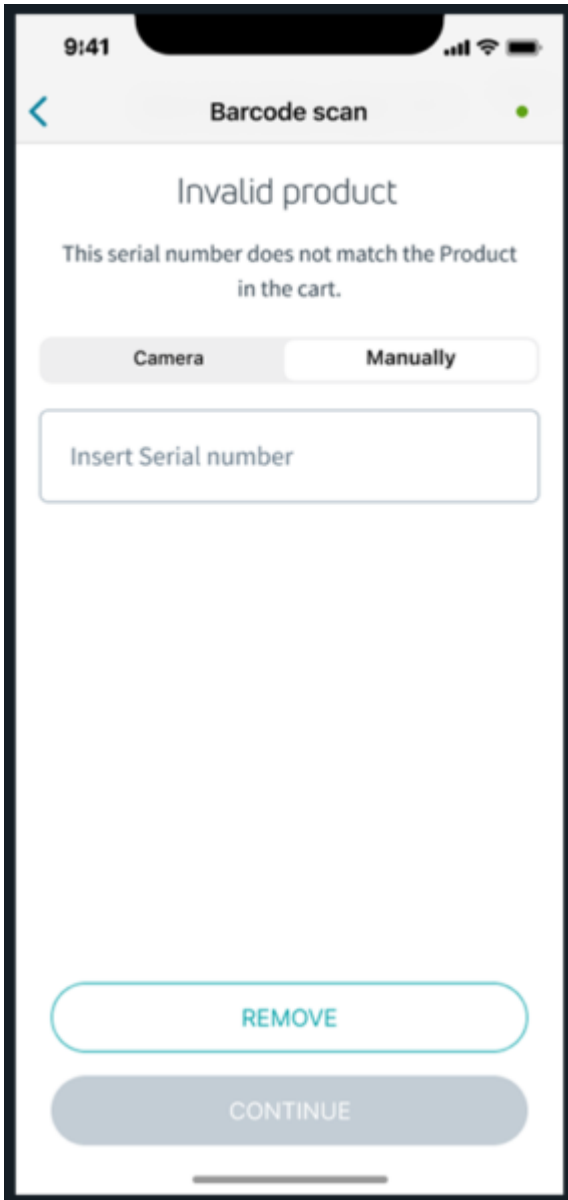 9:41
Barcode scan
Invalid product
This serial number does not match the Product
in the cart.
Camera
Manually
Insert Serial number
REMOVE
CONTINUE